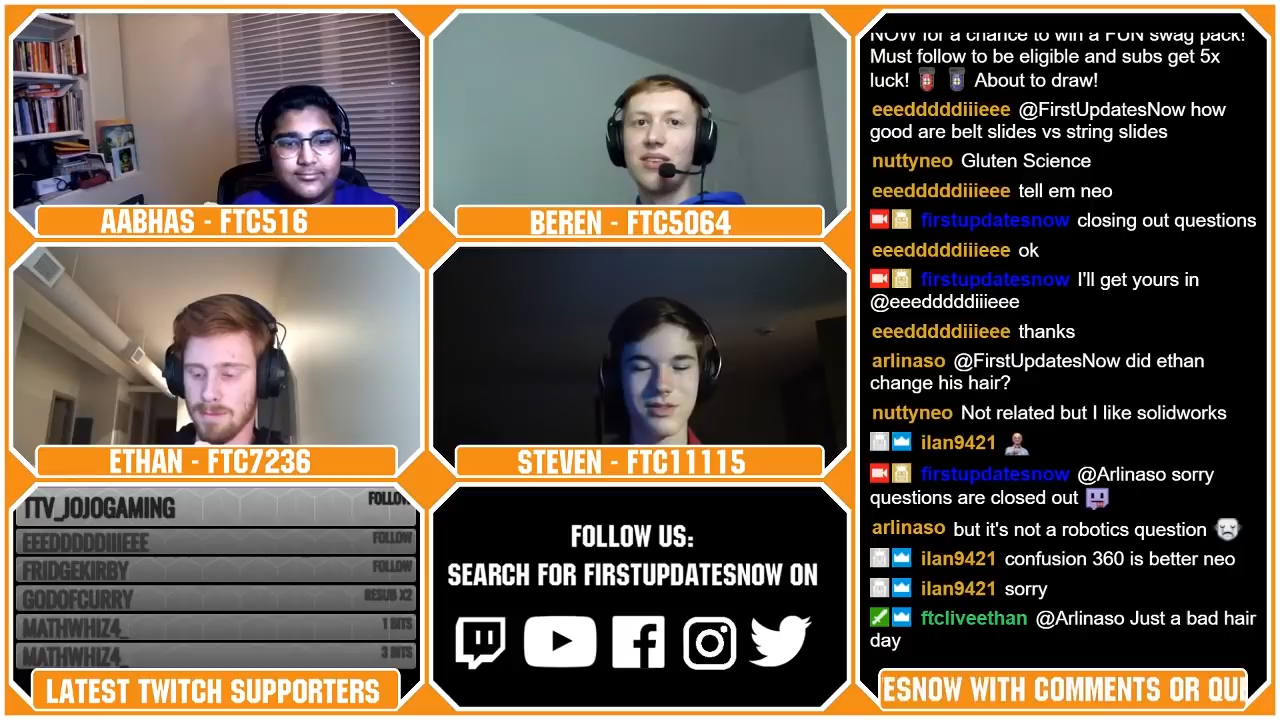 AABHAS - FTC516
BEREN - FTC5064
ETHAN - FTC7236
STEVEN - FTC11115
TTV_JOJOGAMING FOLLOW
EEEDDDDDIIIEEE FOLLOW
FRIDGEKIRBY FOLLOW
GODOFCURRY RESUB X2
MATHWHIZ4_ 1 BITS
MATHWHIZ4_ 3 BITS
LATEST TWITCH SUPPORTERS
FOLLOW US:
SEARCH FOR FIRSTUPDATESNOW ON
NOW for a chance to win a FUN swag pack!
Must follow to be eligible and subs get 5x
luck! About to draw!
eeedddddiiieee @FirstUpdatesNow how
good are belt slides vs string slides
nuttyneo Gluten Science
eeedddddiiieee tell em neo
firstupdatesnow closing out questions
eeedddddiiieee ok
firstupdatesnow I'll get yours in
@eeedddddiiieee
eeedddddiiieee thanks
arlinaso @FirstUpdatesNow did ethan
change his hair?
nuttyneo Not related but I like solidworks
ilan9421
firstupdatesnow @Arlinaso sorry
questions are closed out
arlinaso but it's not a robotics question
ilan9421 confusion 360 is better neo
ilan9421 sorry
ftcliveethan @Arlinaso Just a bad hair
day
ESNOW WITH COMMENTS OR QU